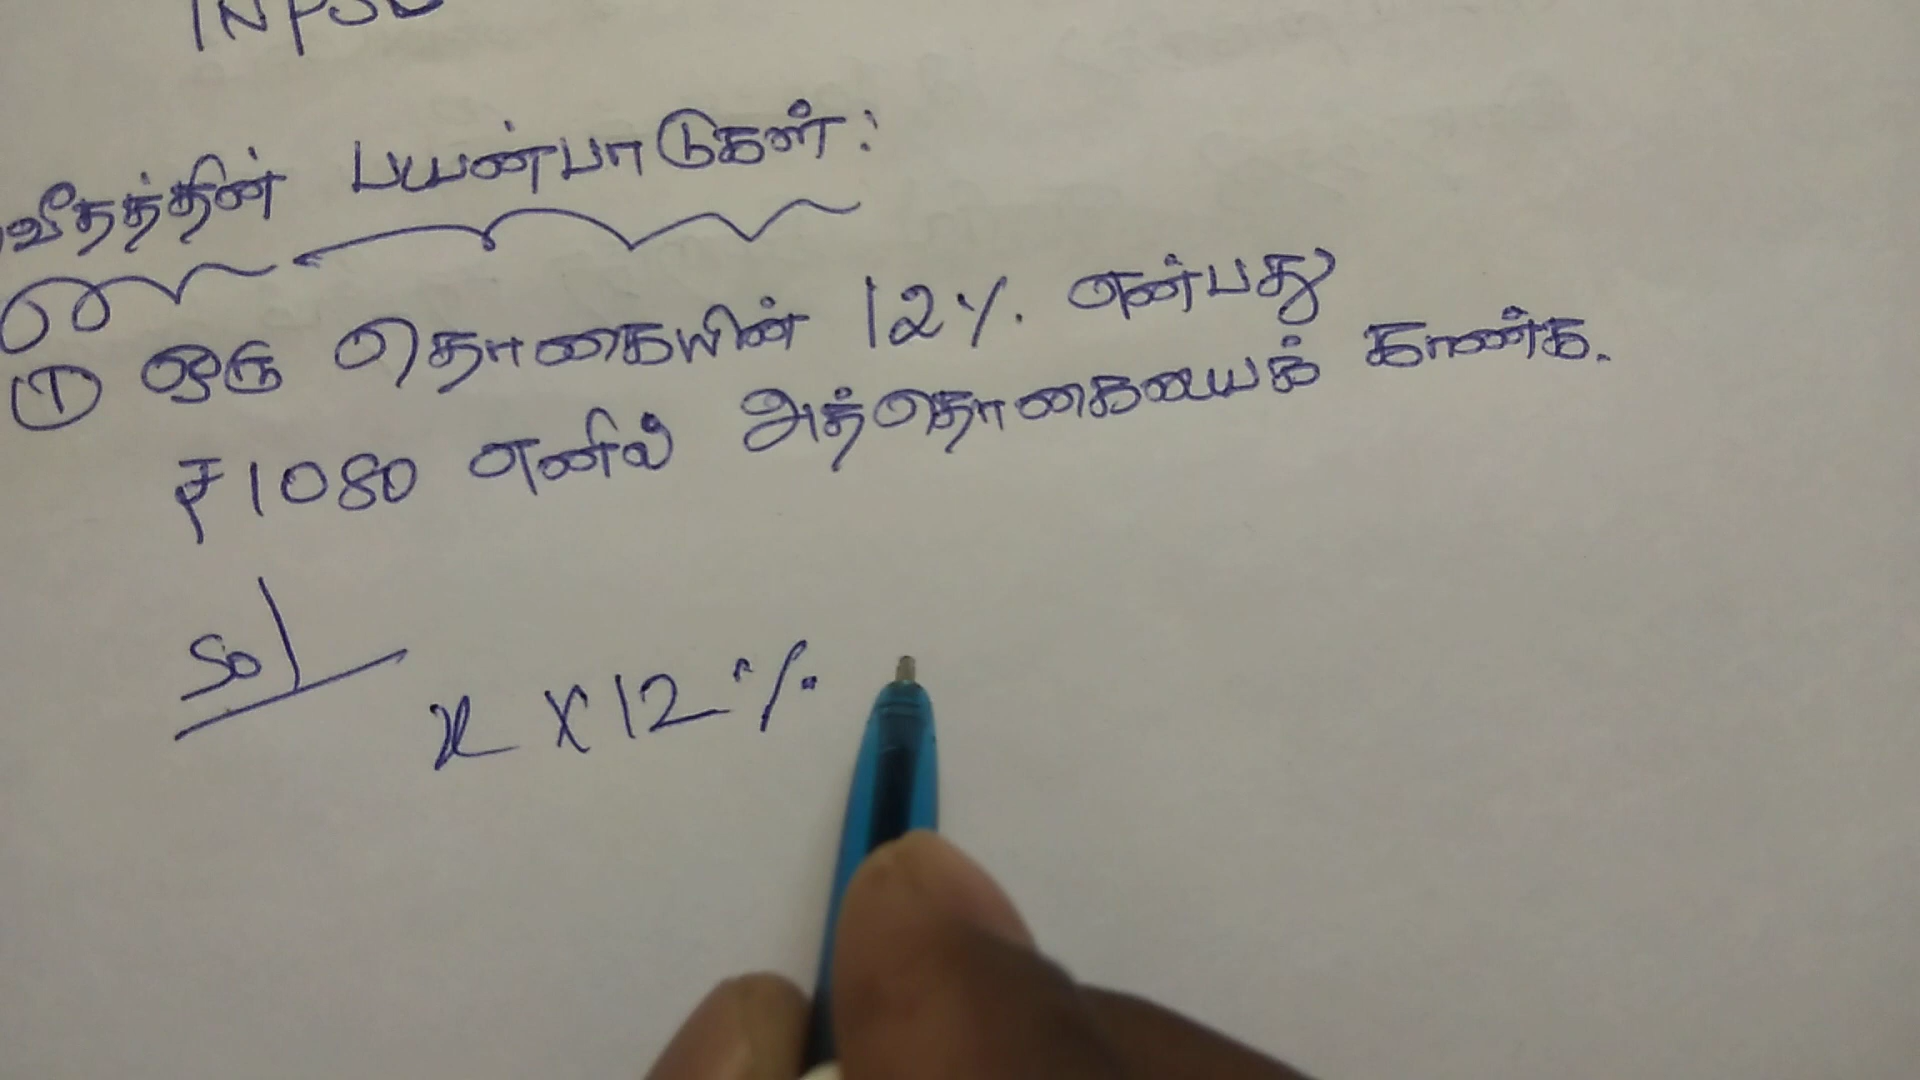 வீதத்தின் பயன்பாடுகள்:
① ஒரு தொகையின் 12%. என்பது
₹1080 எனில் அத்தொகையைக் காண்க.
Sol
x X 12%